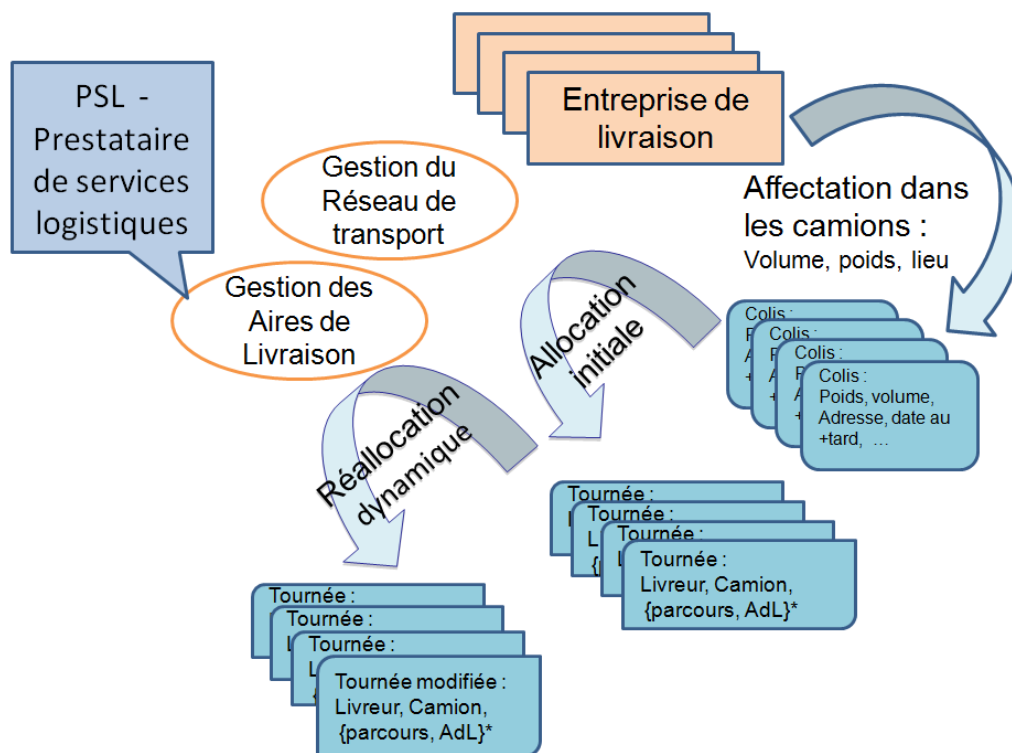 PSL -
Prestataire
de services
logistiques
Entreprise de
livraison
Gestion du
Réseau de
transport
Gestion des
Aires de
Livraison
Affectation dans
les camions :
Volume, poids, lieu
Allocation
initiale
Réallocation
dynamique
Colis :
Colis :
Colis :
Colis :
Poids, volume,
Adresse, date au
+tard, ...
Tournée :
Tournée :
Tournée :
Tournée :
Livreur, Camion,
{parcours, AdL}*
Tournée :
Tournée :
Tournée :
Tournée modifiée :
Livreur, Camion,
{parcours, AdL}*